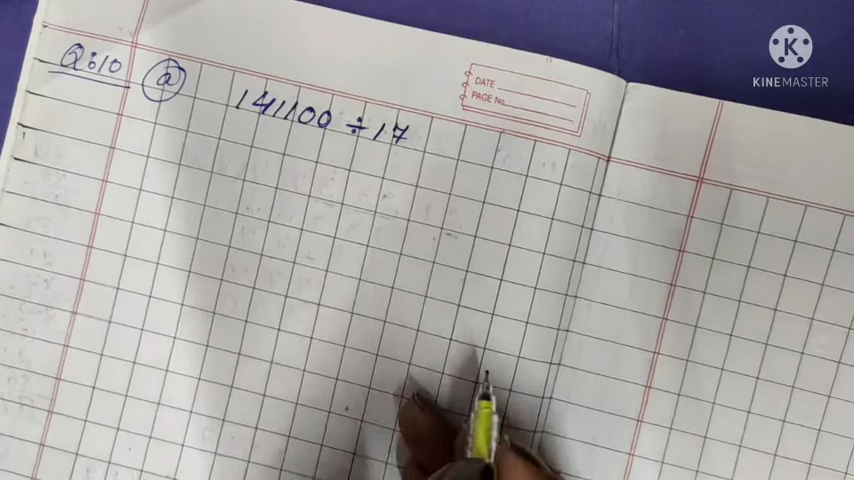 Q:10 (a) 141100 ÷ 17
DATE
PAGE No.
K
KINEMASTER